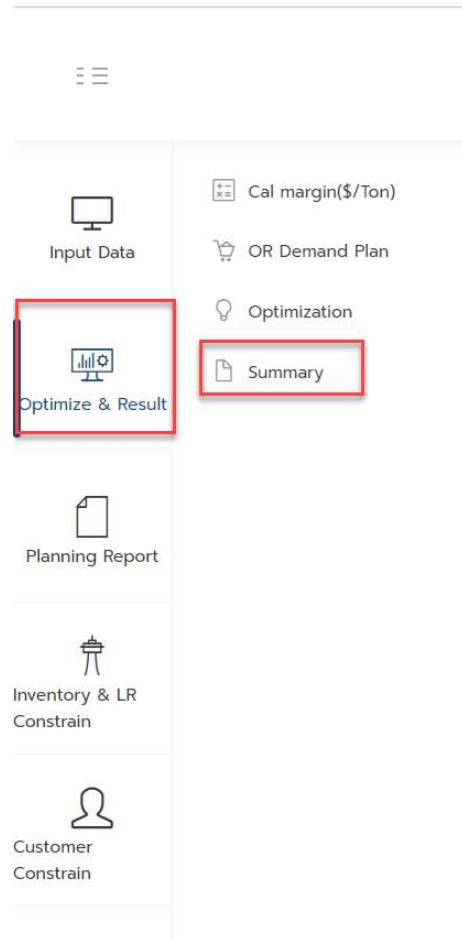 Input Data
Optimize & Result
Planning Report
Inventory & LR
Constrain
Customer
Constrain
Cal margin($/Ton)
OR Demand Plan
Optimization
Summary